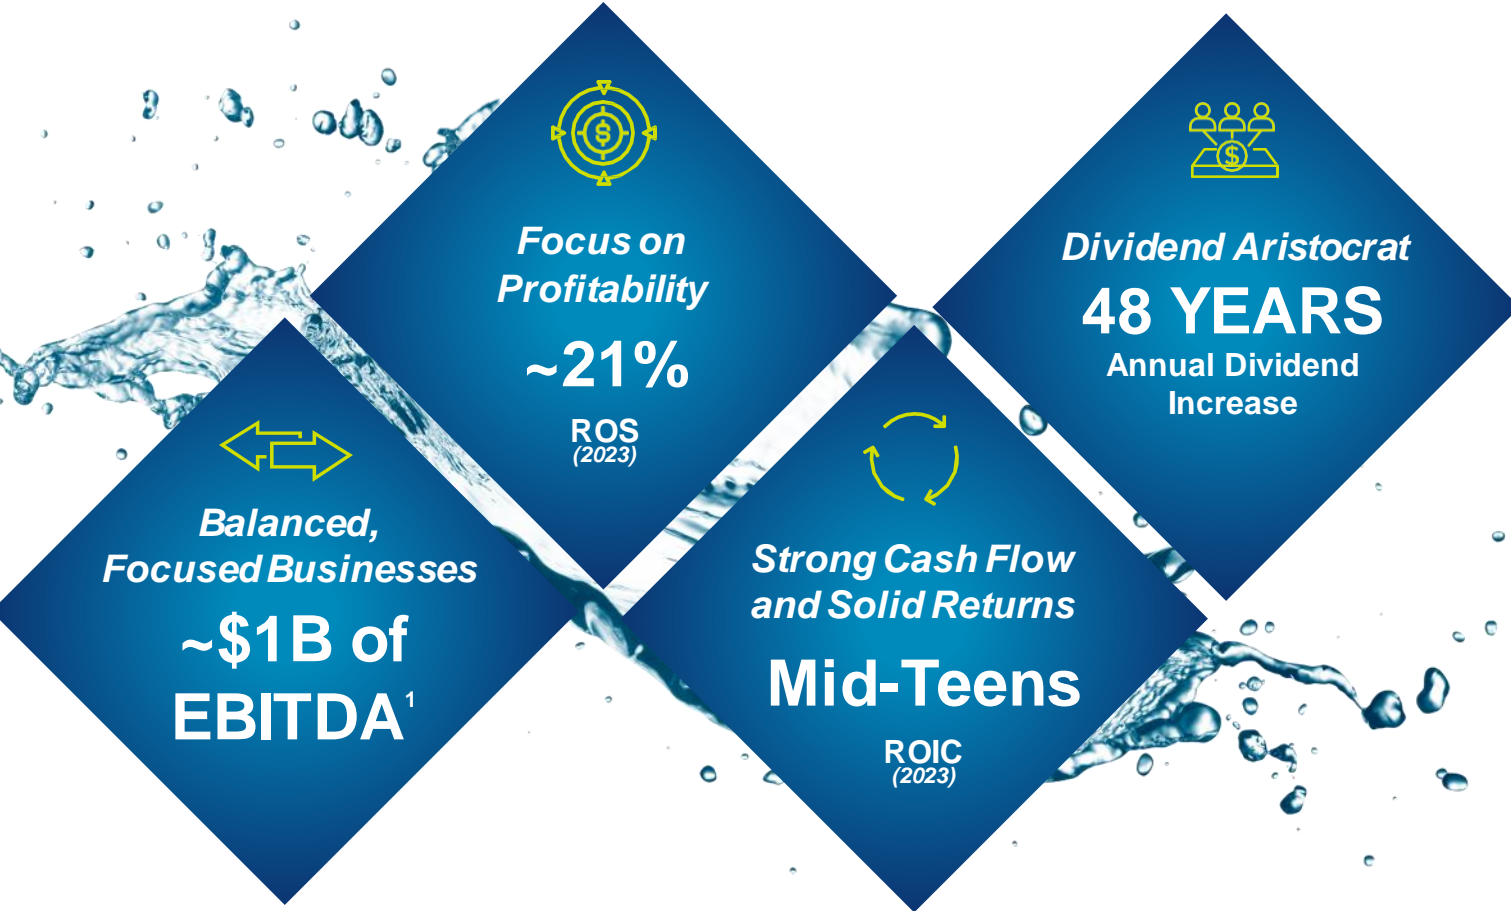 Balanced,
Focused Businesses
~$1B of
EBITDA¹
Focus on
Profitability
~21%
ROS
(2023)
Strong Cash Flow
and Solid Returns
Mid-Teens
ROIC
(2023)
Dividend Aristocrat
48 YEARS
Annual Dividend
Increase